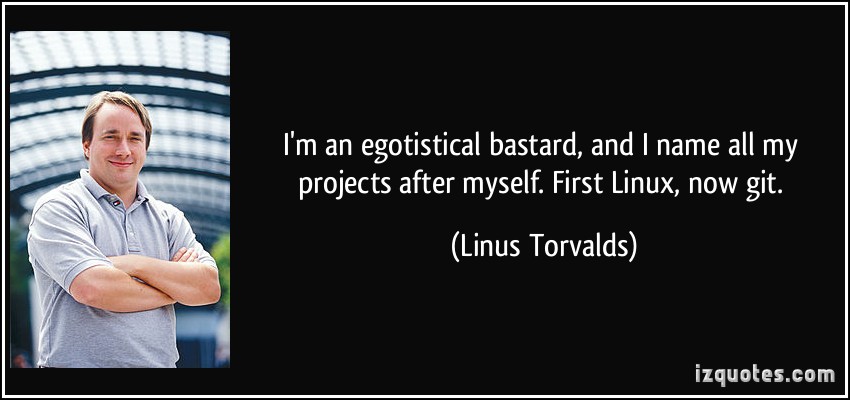 I'm an egotistical bastard, and I name all my
projects after myself. First Linux, now git.
(Linus Torvalds)
izquotes.com